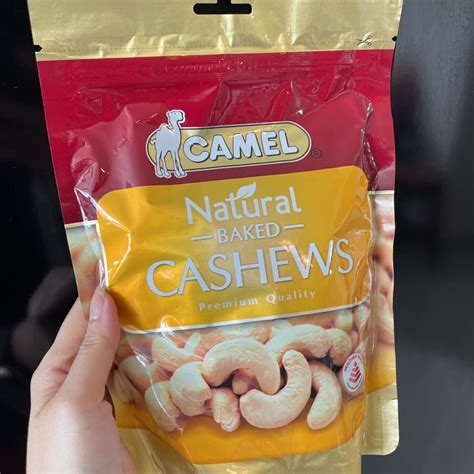 CAMEL®
Natural
BAKED
CASHEWS
Premium Quality